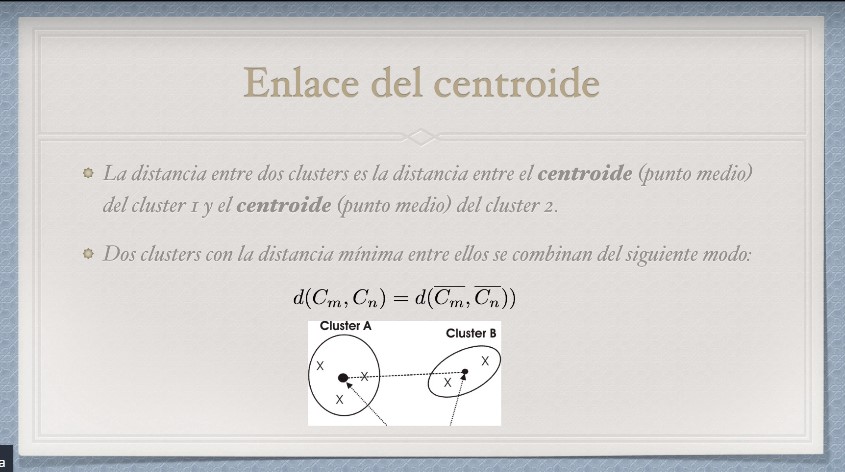 Enlace del centroide
La distancia entre dos clusters es la distancia entre el centroide (punto medio)
del cluster 1 y el centroide (punto medio) del cluster 2.
Dos clusters con la distancia mínima entre ellos se combinan del siguiente modo:
d(C_m, C_n) = d(\overline{C_m}, \overline{C_n}))
Cluster A
Cluster B
X
X
X
X
X
a